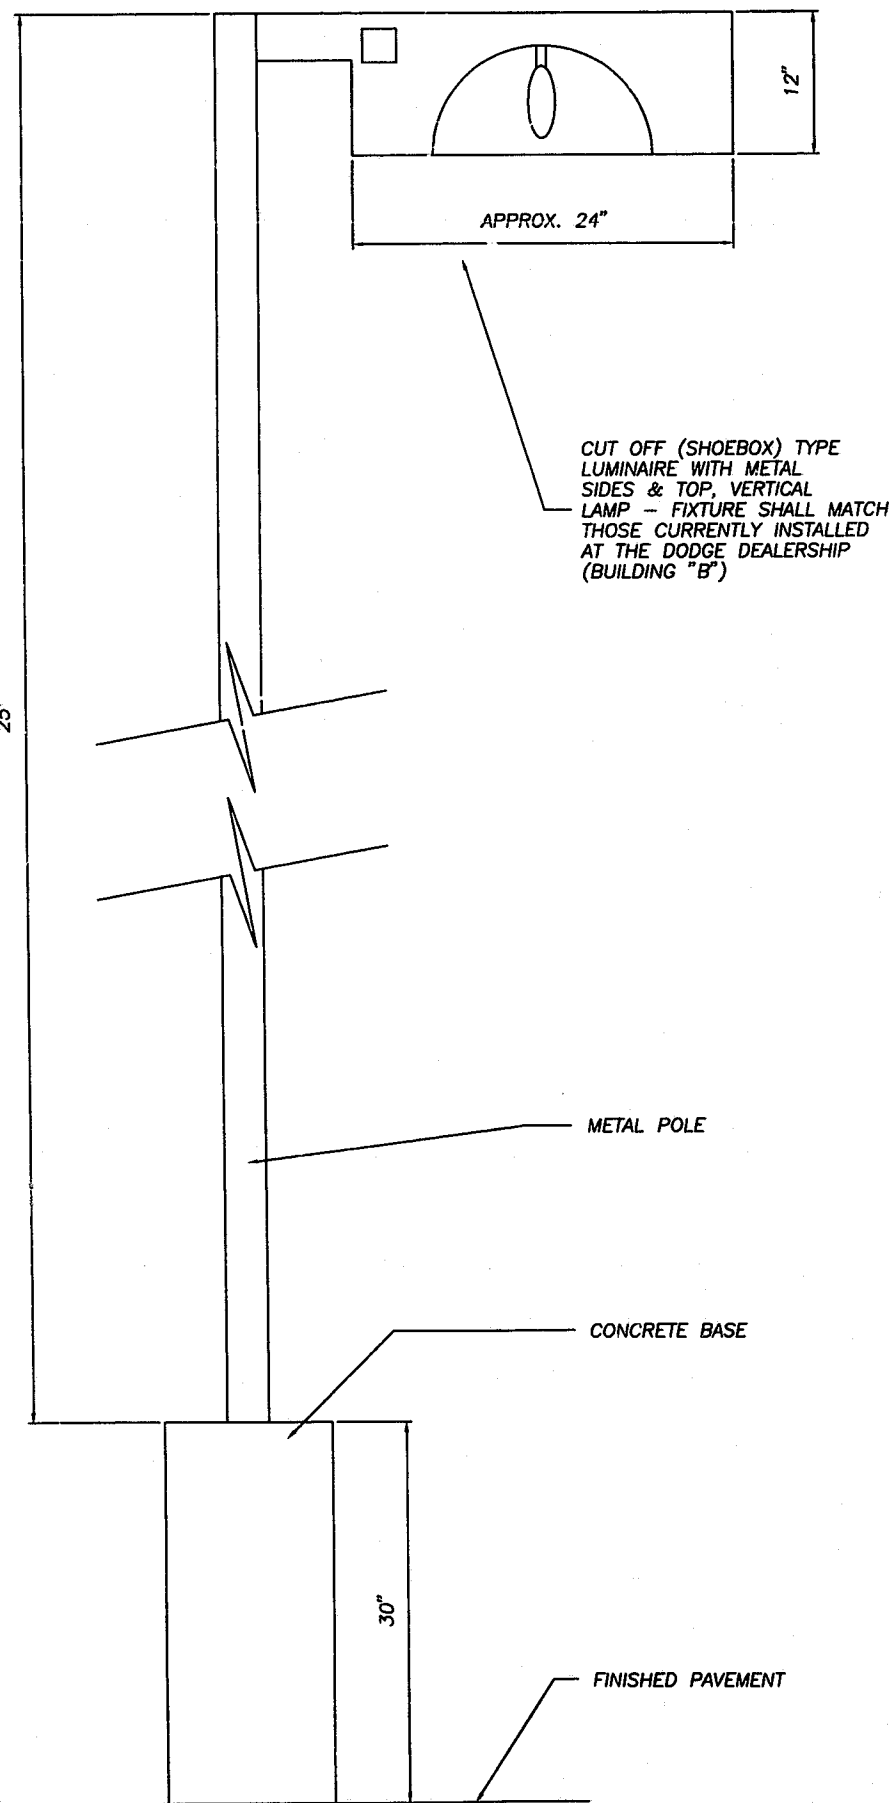 12"
APPROX. 24"
CUT OFF (SHOEBOX) TYPE
LUMINAIRE WITH METAL
SIDES & TOP, VERTICAL
LAMP – FIXTURE SHALL MATCH
THOSE CURRENTLY INSTALLED
AT THE DODGE DEALERSHIP
(BUILDING "B")
25'
METAL POLE
CONCRETE BASE
30"
FINISHED PAVEMENT